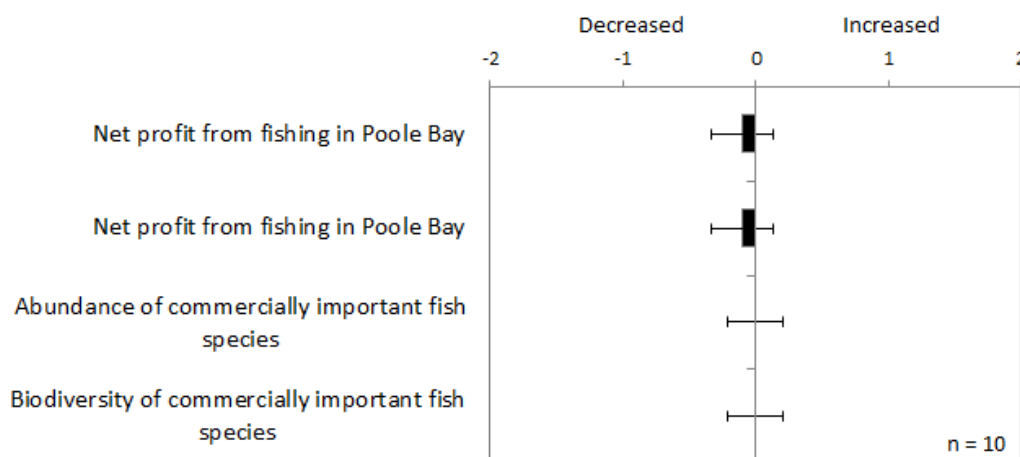 Decreased Increased
-2 -1 0 1 2
Net profit from fishing in Poole Bay
Net profit from fishing in Poole Bay
Abundance of commercially important fish
species
Biodiversity of commercially important fish
species
n = 10